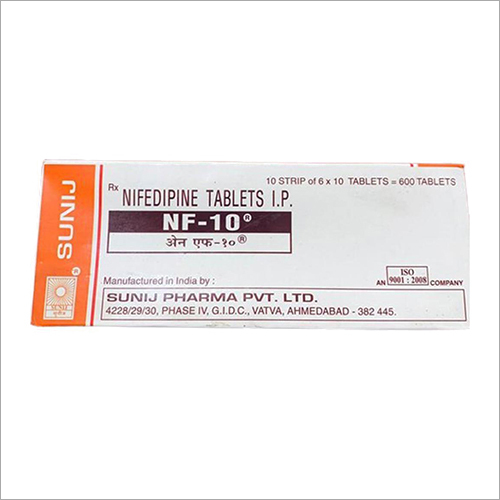 SUNIJ®
SUNIJ
सुनीज
10 STRIP of 6 x 10 TABLETS = 600 TABLETS
Rx NIFEDIPINE TABLETS I.P.
NF-10®
अेन एफ-१०®
Manufactured in India by :
SUNIJ PHARMA PVT. LTD.
4228/29/30, PHASE IV, G.I.D.C., VATVA, AHMEDABAD - 382 445.
AN ISO 9001 : 2008 COMPANY